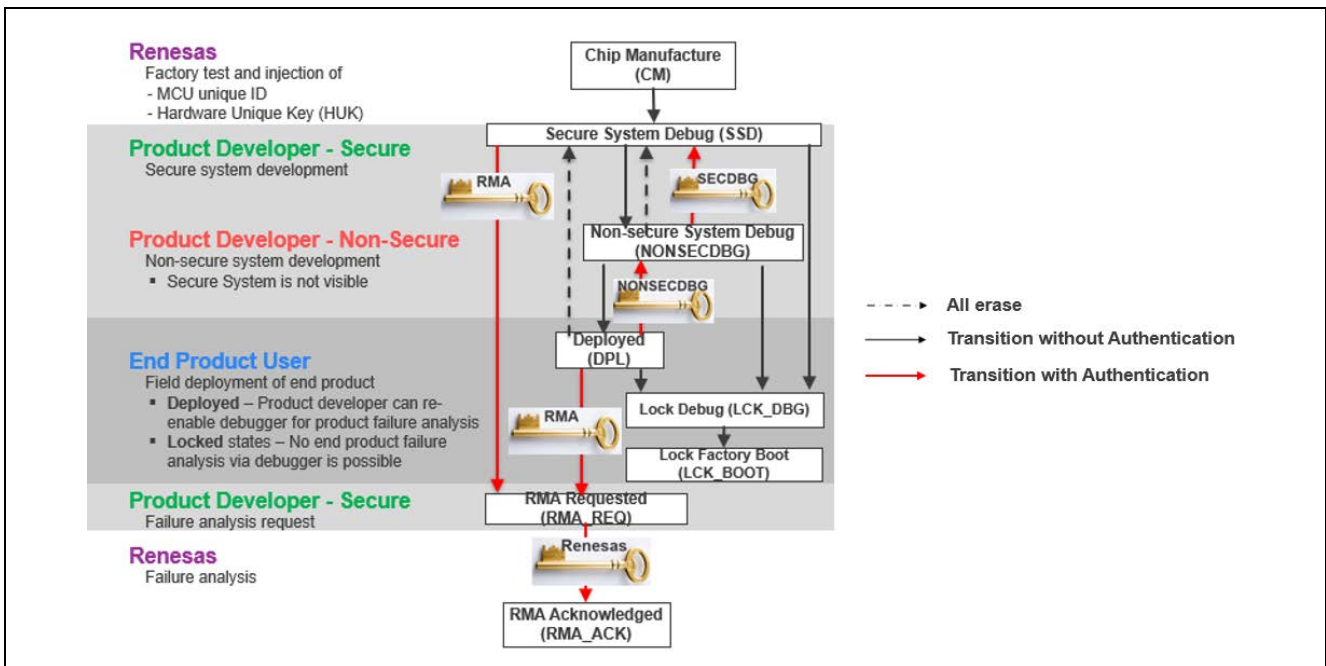 Renesas
Factory test and injection of
- MCU unique ID
- Hardware Unique Key (HUK)
Chip Manufacture
(CM)
Secure System Debug (SSD)
Product Developer - Secure
Secure system development
RMA
SECDBG
Product Developer - Non-Secure
Non-secure system development
▪ Secure System is not visible
Non-secure System Debug
(NONSECDBG)
NONSECDBG
End Product User
Field deployment of end product
▪ Deployed – Product developer can re-
enable debugger for product failure analysis
▪ Locked states – No end product failure
analysis via debugger is possible
Deployed
(DPL)
RMA
Lock Debug (LCK_DBG)
Lock Factory Boot
(LCK_BOOT)
Product Developer - Secure
Failure analysis request
RMA Requested
(RMA_REQ)
Renesas
Failure analysis
Renesas
RMA Acknowledged
(RMA_ACK)
All erase
Transition without Authentication
Transition with Authentication